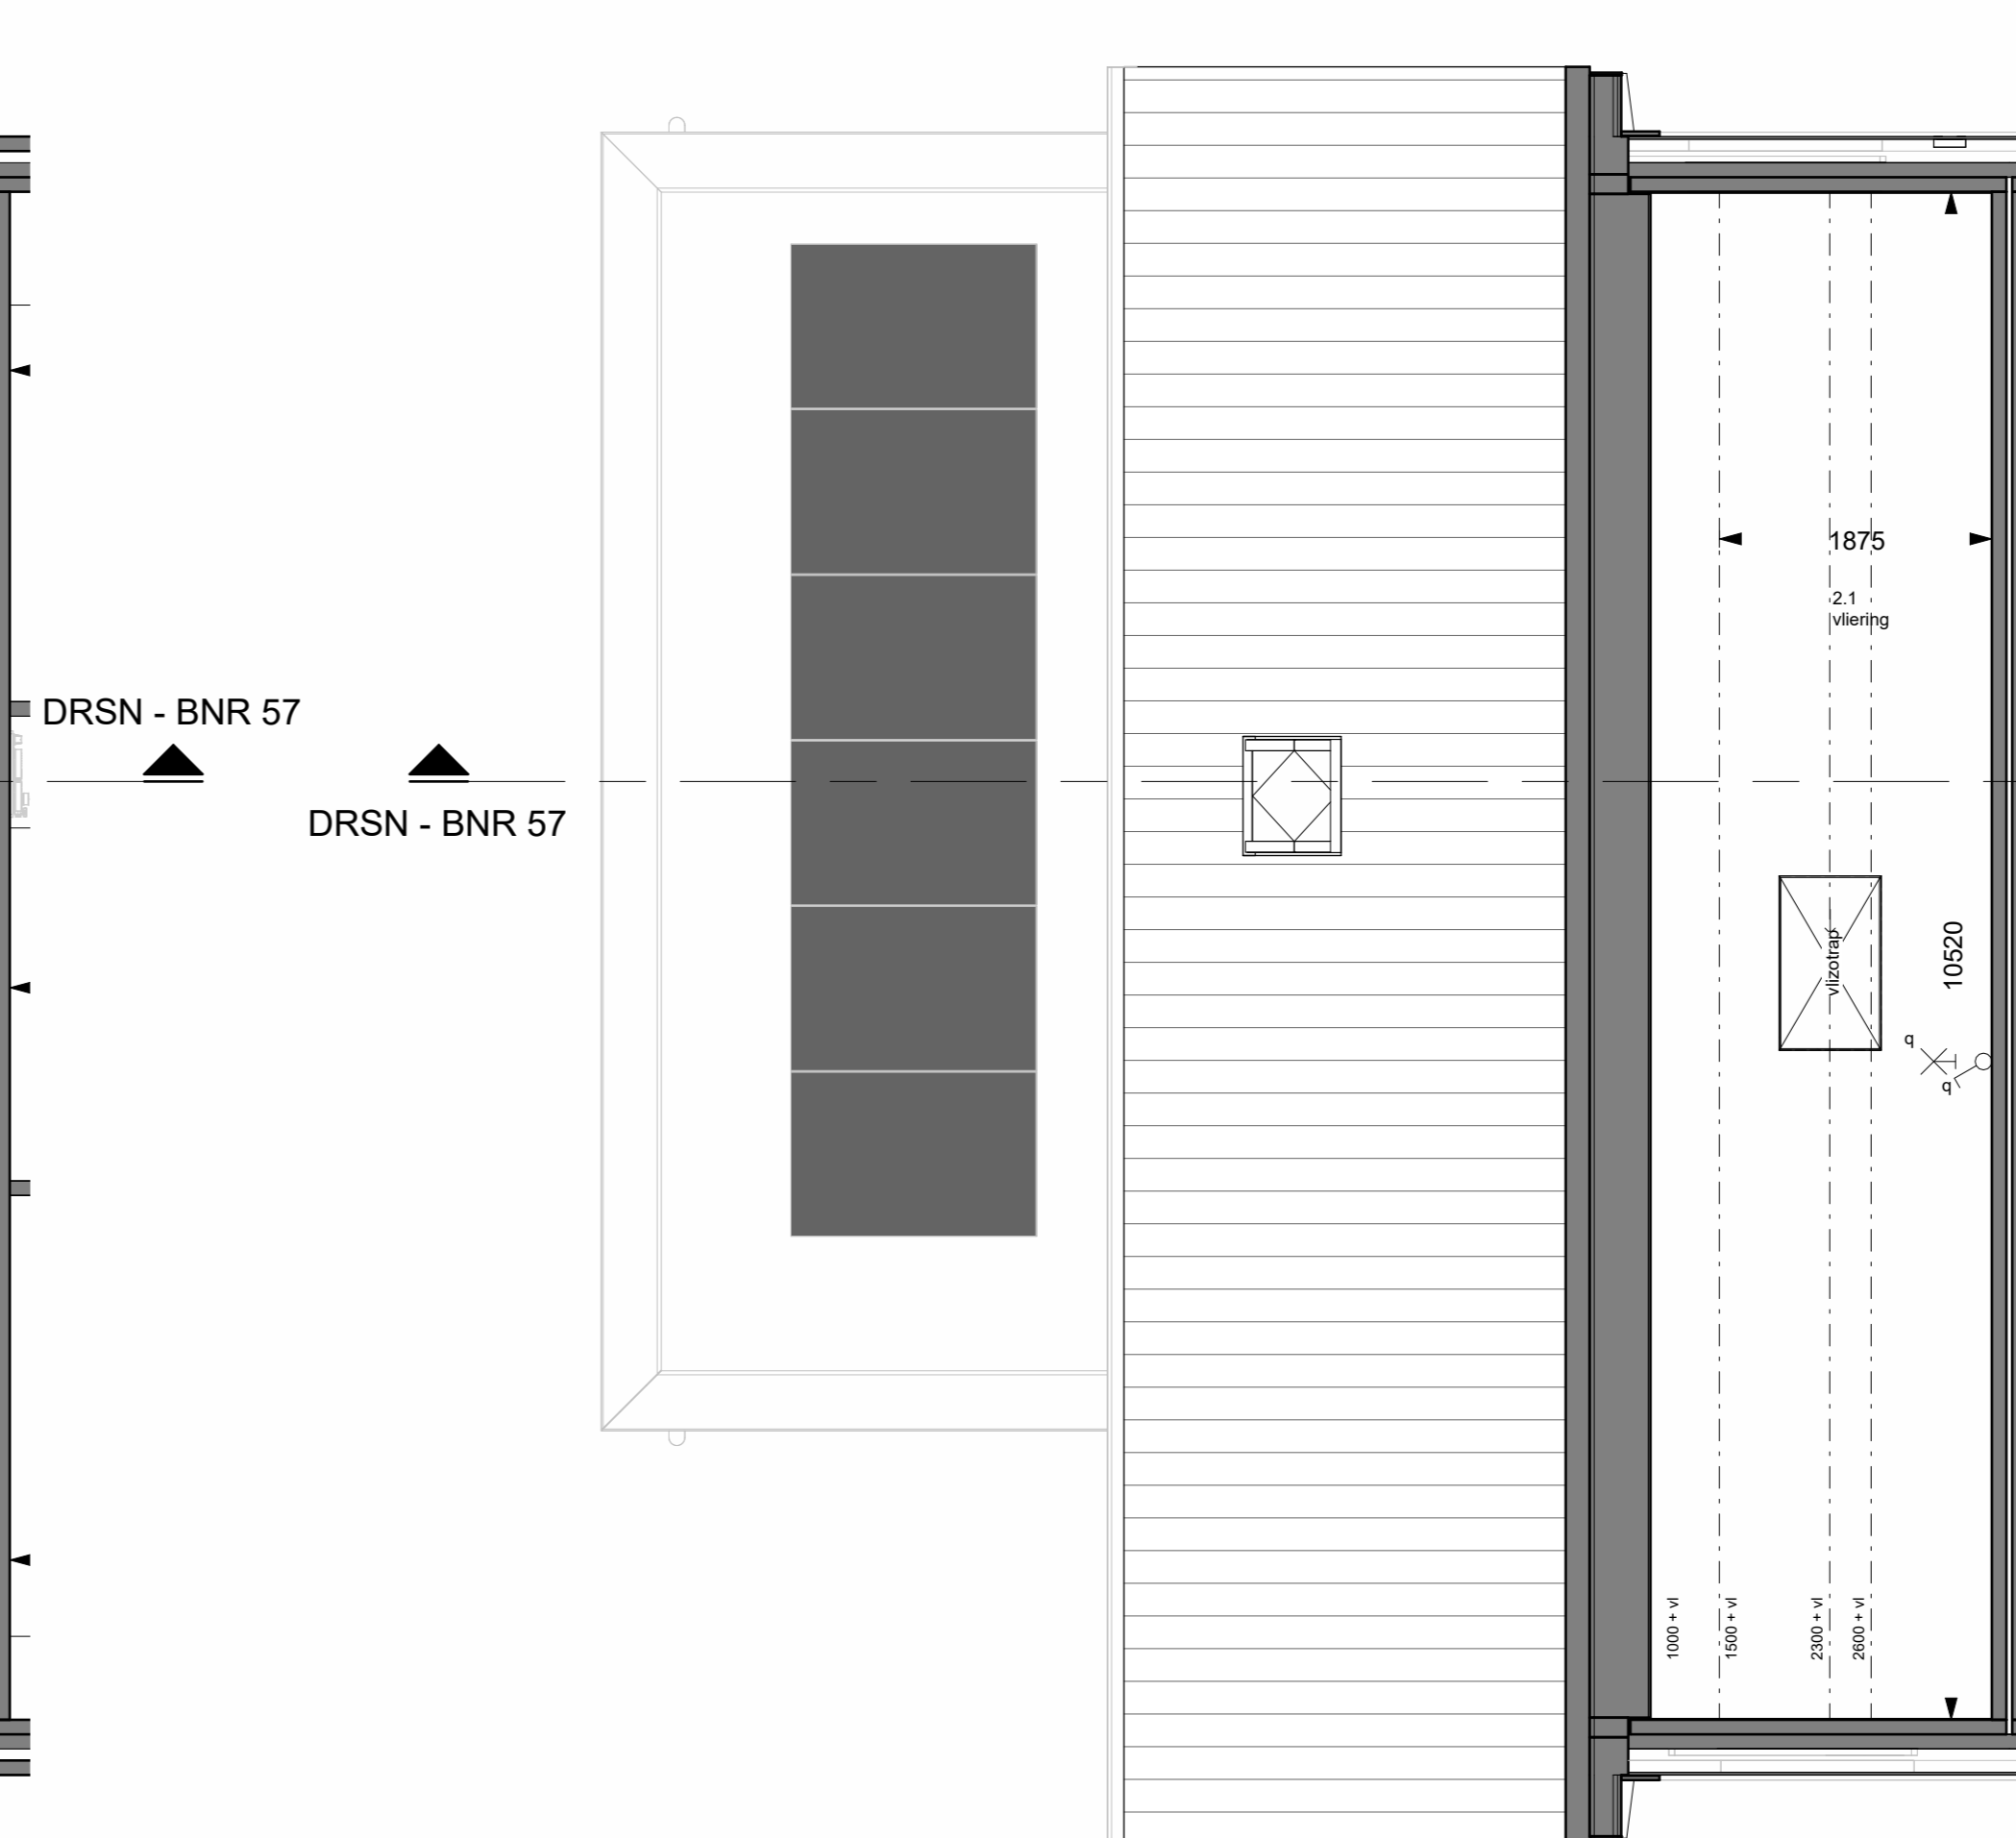 1875
2.1
vliering
DRSN - BNR 57
DRSN - BNR 57
vlizotrap
10520
q
q
1000 + vl
1500 + vl
2300 + vl
2600 + vl